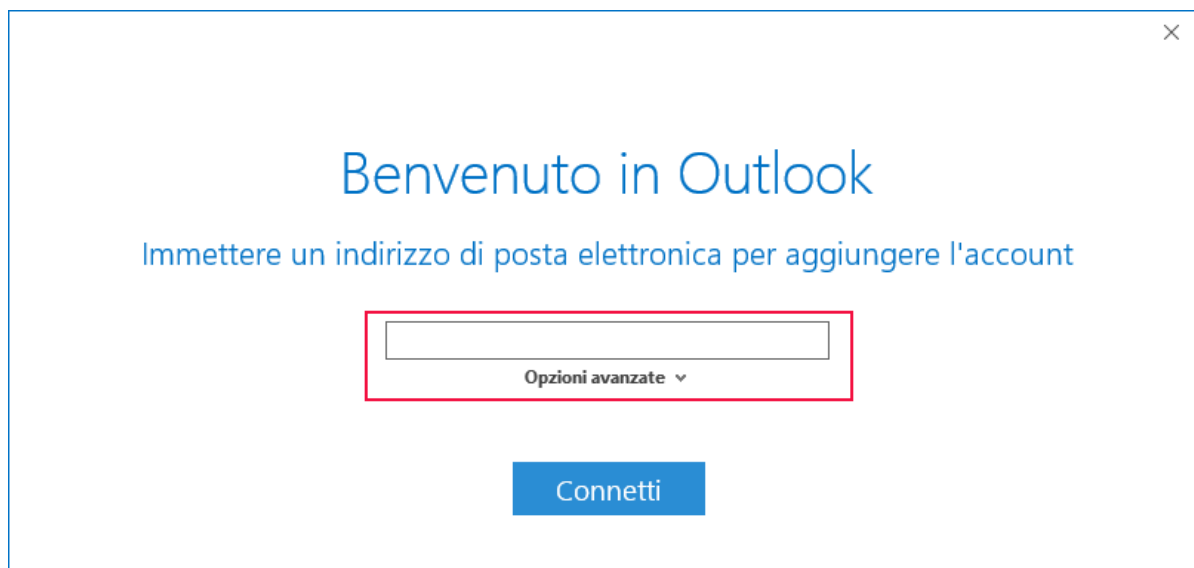 Benvenuto in Outlook
Immettere un indirizzo di posta elettronica per aggiungere l'account
Opzioni avanzate
Connetti